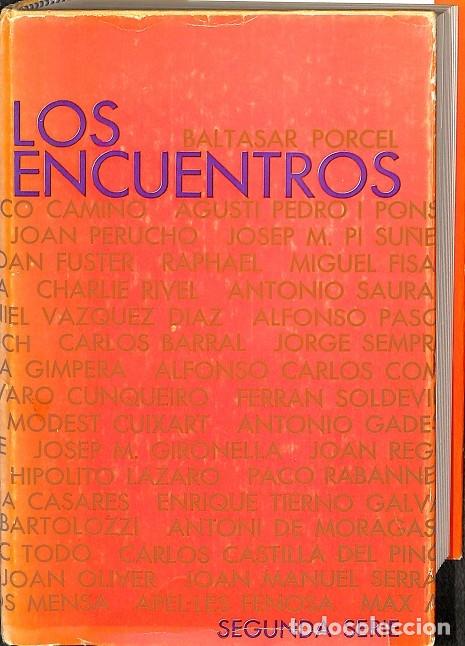 LOS
BALTASAR PORCEL
ENCUENTROS
CO CAMINO AGUSTI PEDRO I PONS
JOAN PERUCHO JOSEP M. PI SUÑE
OAN FUSTER RAPHAEL MIGUEL FISA
A CHARLIE RIVEL ANTONIO SAURA
IEL VAZQUEZ DIAZ ALFONSO PASO
CH CARLOS BARRAL JORGE SEMPR
A GIMPERA ALFONSO CARLOS COM
VARO CUNQUEIRO FERRAN SOLDEVI
MODEST CUIXART ANTONIO GADES
E JOSEP M. GIRONELLA JOAN REG
HIPOLITO LAZARO PACO RABANNE
A CASARES ENRIQUE TIERNO GALVA
BARTOLOZZI ANTONI DE MORAGAS
C TODO CARLOS CASTILLA DEL PINO
JOAN OLIVER JOAN MANUEL SERRA
OS MENSA APEL·LES FENOSA MAX A
SEGUNDA SERIE
todocoleccion